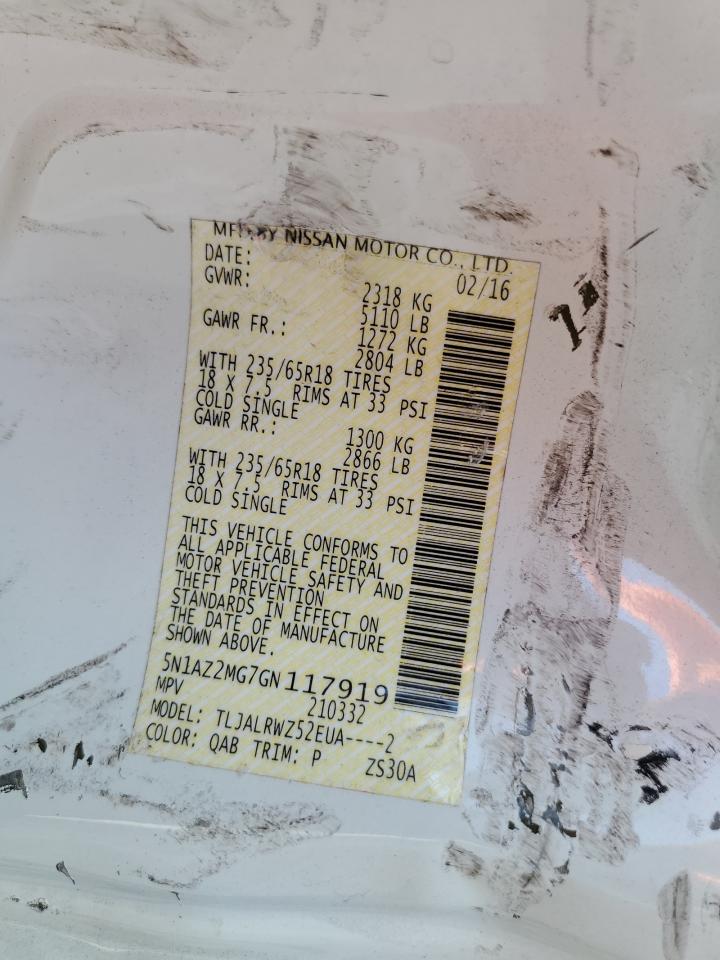 MFD BY NISSAN MOTOR CO., LTD.
DATE: 02/16
GVWR: 2318 KG
5110 LB
GAWR FR.: 1272 KG
2804 LB
WITH 235/65R18 TIRES
18 X 7.5 RIMS AT 33 PSI
COLD SINGLE
GAWR RR.: 1300 KG
2866 LB
WITH 235/65R18 TIRES
18 X 7.5 RIMS AT 33 PSI
COLD SINGLE
THIS VEHICLE CONFORMS TO
ALL APPLICABLE FEDERAL
MOTOR VEHICLE SAFETY AND
THEFT PREVENTION
STANDARDS IN EFFECT ON
THE DATE OF MANUFACTURE
SHOWN ABOVE.
5N1AZ2MG7GN117919
MPV 210332
MODEL: TLJALRWZ52EUA----2
COLOR: QAB TRIM: P ZS30A